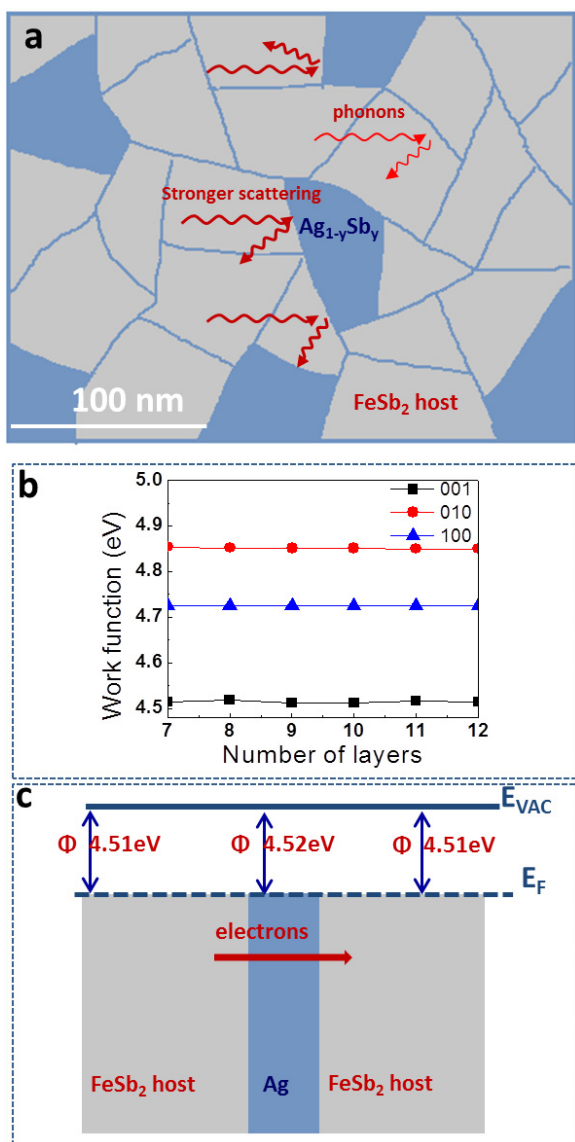 a
phonons
Stronger scattering
Ag1-ySby
100 nm
FeSb2 host
b
5.0
4.9
4.8
4.7
4.6
4.5
Work function (eV)
001
010
100
7 8 9 10 11 12
Number of layers
c
EVAC
Φ 4.51eV Φ 4.52eV Φ 4.51eV
EF
electrons
FeSb2 host Ag FeSb2 host